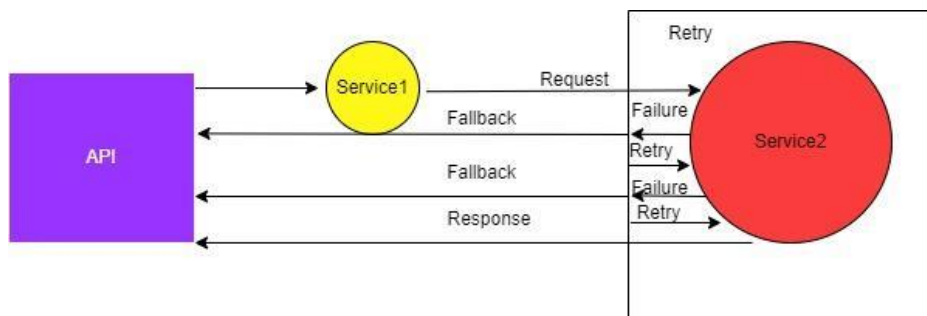 Retry
Service1
Request
Fallback
Failure
Service2
API
Retry
Fallback
Failure
Response
Retry